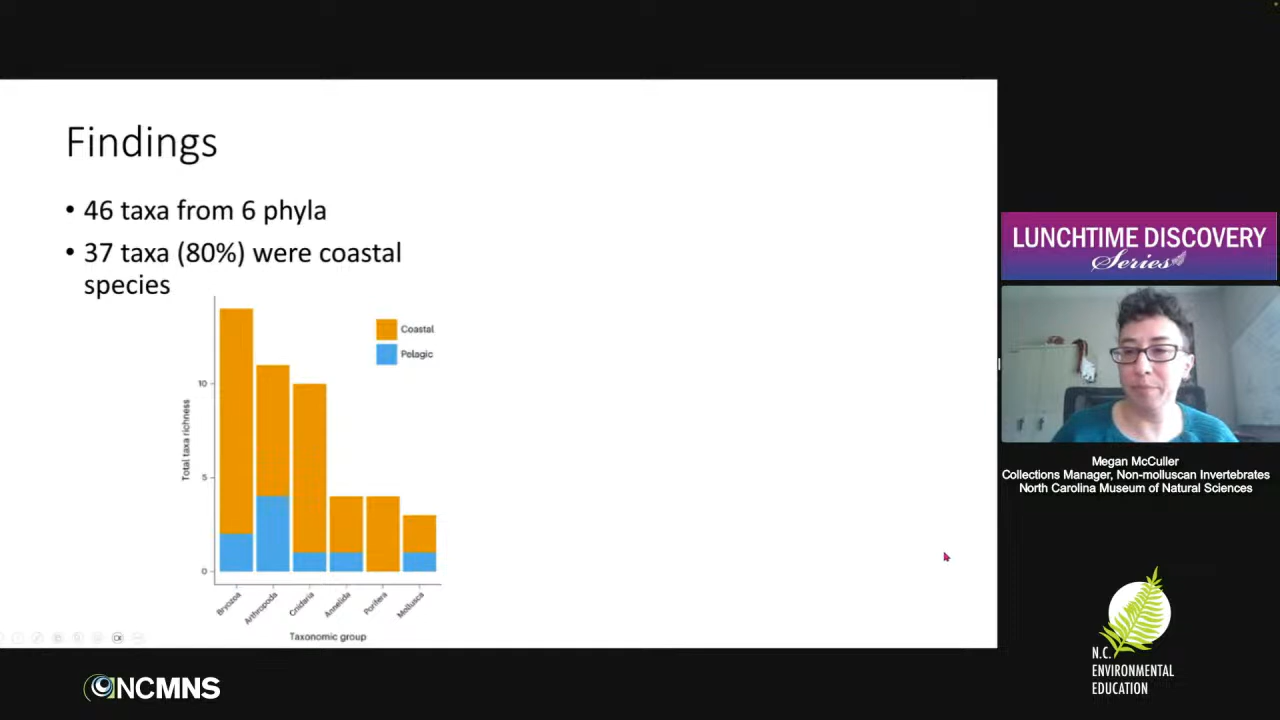 Findings
• 46 taxa from 6 phyla
• 37 taxa (80%) were coastal
species
Coastal
Pelagic
10
5
0
Total taxa richness
Bryozoa
Arthropoda
Cnidaria
Annelida
Porifera
Mollusca
Taxonomic group
LUNCHTIME DISCOVERY
Series
Megan McCuller
Collections Manager, Non-molluscan Invertebrates
North Carolina Museum of Natural Sciences
N.C.
ENVIRONMENTAL
EDUCATION
NCMNS